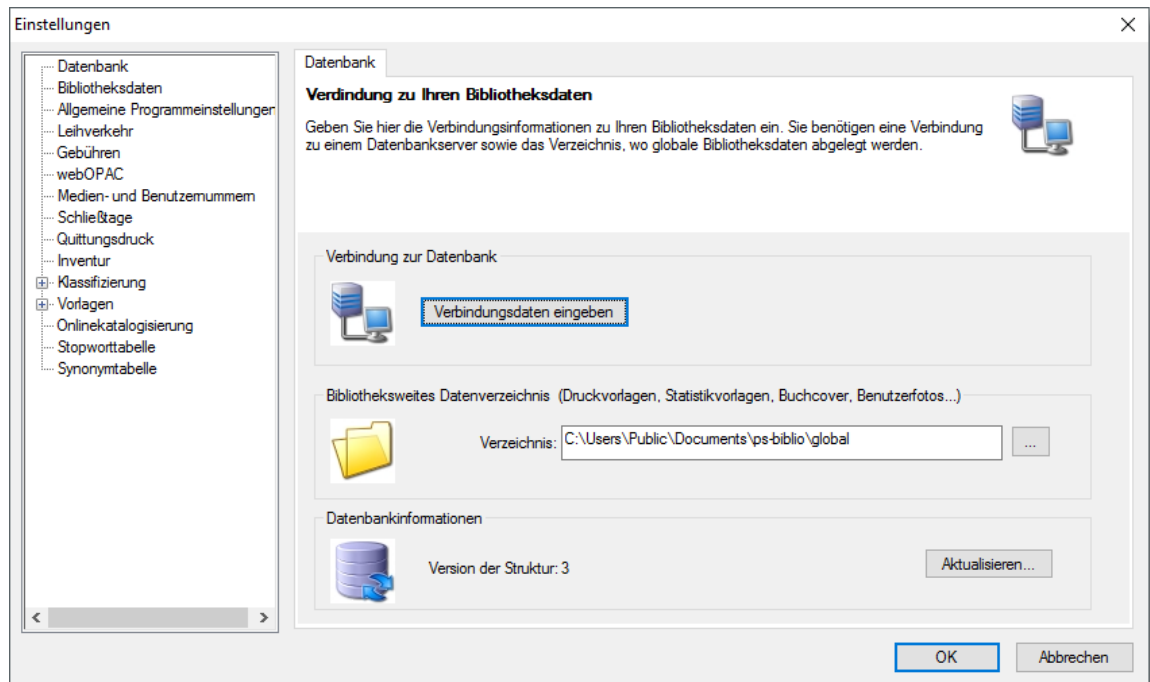 Einstellungen
Datenbank
Bibliotheksdaten
Allgemeine Programmeinstellungen
Leihverkehr
Gebühren
webOPAC
Medien- und Benutzernummern
Schließtage
Quittungsdruck
Inventur
Klassifizierung
Vorlagen
Onlinekatalogisierung
Stopworttabelle
Synonymtabelle
Datenbank
Verdindung zu Ihren Bibliotheksdaten
Geben Sie hier die Verbindungsinformationen zu Ihren Bibliotheksdaten ein. Sie benötigen eine Verbindung
zu einem Datenbankserver sowie das Verzeichnis, wo globale Bibliotheksdaten abgelegt werden.
Verbindung zur Datenbank
Verbindungsdaten eingeben
Bibliotheksweites Datenverzeichnis (Druckvorlagen, Statistikvorlagen, Buchcover, Benutzerfotos...)
Verzeichnis: C:\Users\Public\Documents\ps-biblio\global ...
Datenbankinformationen
Version der Struktur: 3 Aktualisieren...
OK Abbrechen